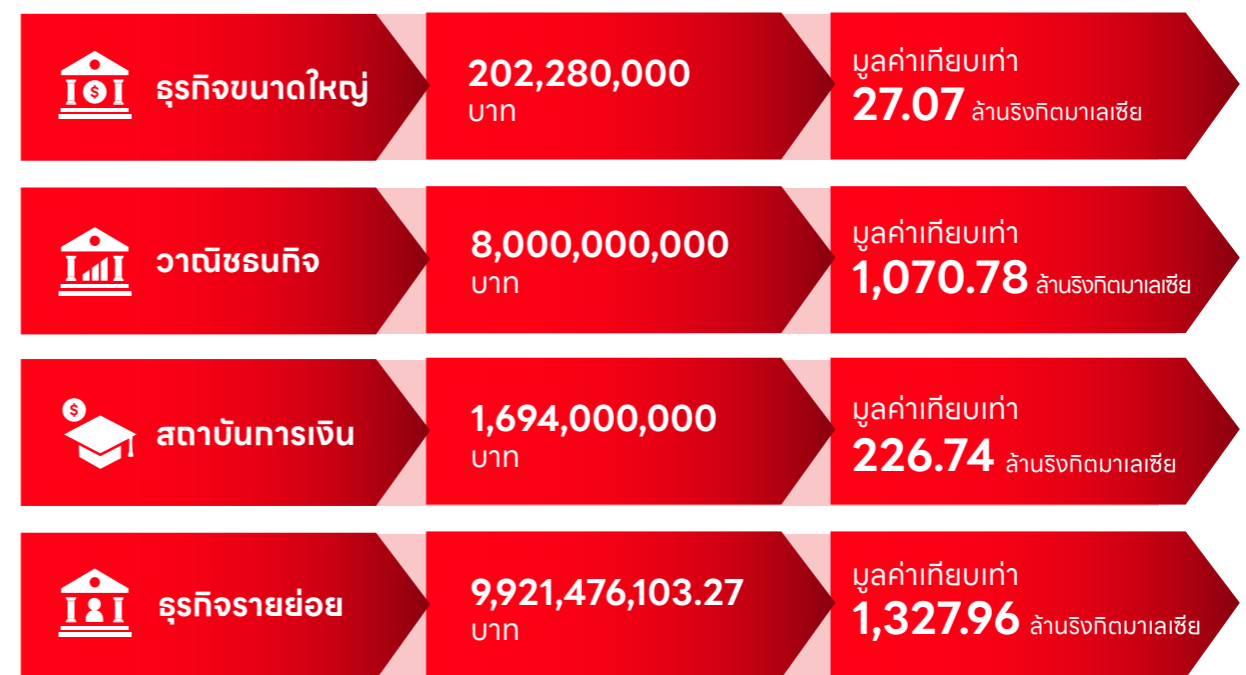 ธุรกิจขนาดใหญ่
202,280,000
บาท
มูลค่าเทียบเท่า
27.07 ล้านริงกิตมาเลเซีย
วาณิชธนกิจ
8,000,000,000
บาท
มูลค่าเทียบเท่า
1,070.78 ล้านริงกิตมาเลเซีย
$
สถาบันการเงิน
1,694,000,000
บาท
มูลค่าเทียบเท่า
226.74 ล้านริงกิตมาเลเซีย
ธุรกิจรายย่อย
9,921,476,103.27
บาท
มูลค่าเทียบเท่า
1,327.96 ล้านริงกิตมาเลเซีย